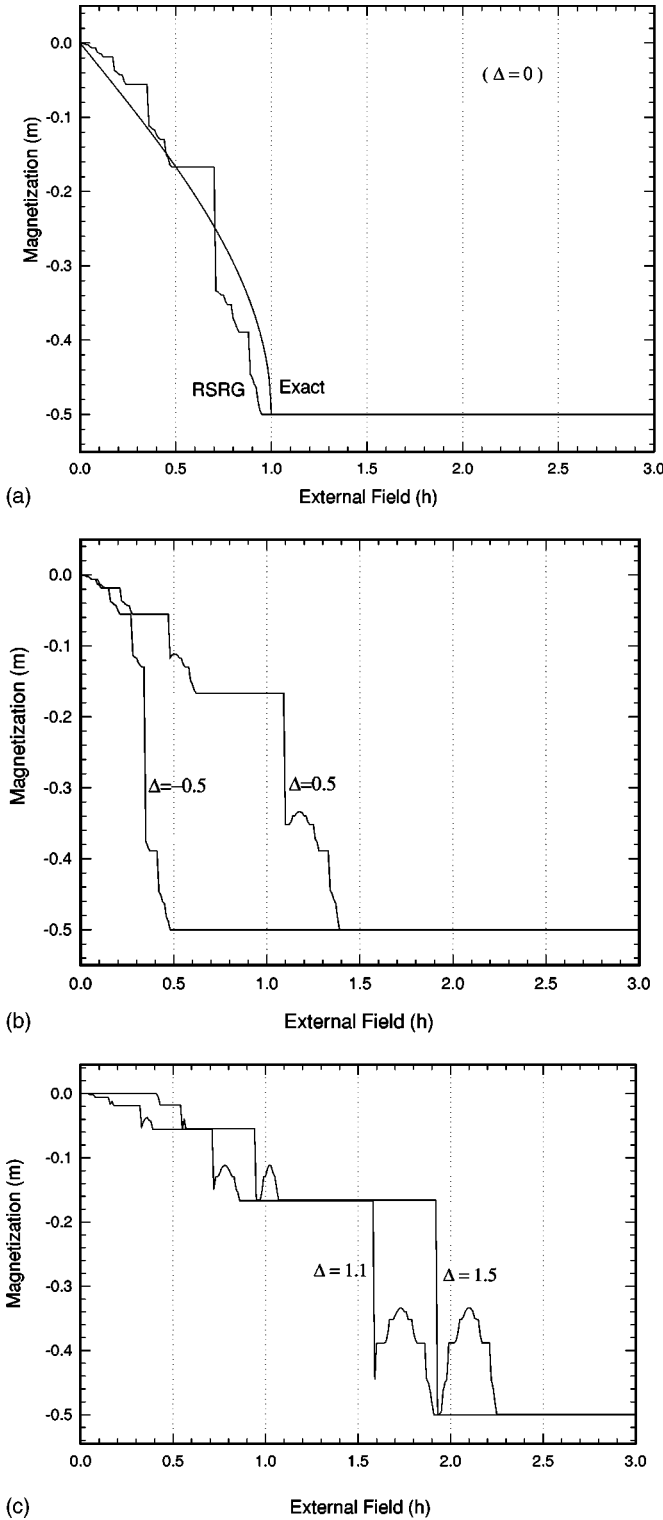 0.0
-0.1
-0.2
-0.3
-0.4
-0.5
Magnetization (m)
( Δ = 0 )
RSRG
Exact
0.0 0.5 1.0 1.5 2.0 2.5 3.0
External Field (h)
(a)
0.0
-0.1
-0.2
-0.3
-0.4
-0.5
Magnetization (m)
Δ=−0.5
Δ=0.5
0.0 0.5 1.0 1.5 2.0 2.5 3.0
External Field (h)
(b)
0.0
-0.1
-0.2
-0.3
-0.4
-0.5
Magnetization (m)
Δ = 1.1
Δ = 1.5
0.0 0.5 1.0 1.5 2.0 2.5 3.0
External Field (h)
(c)